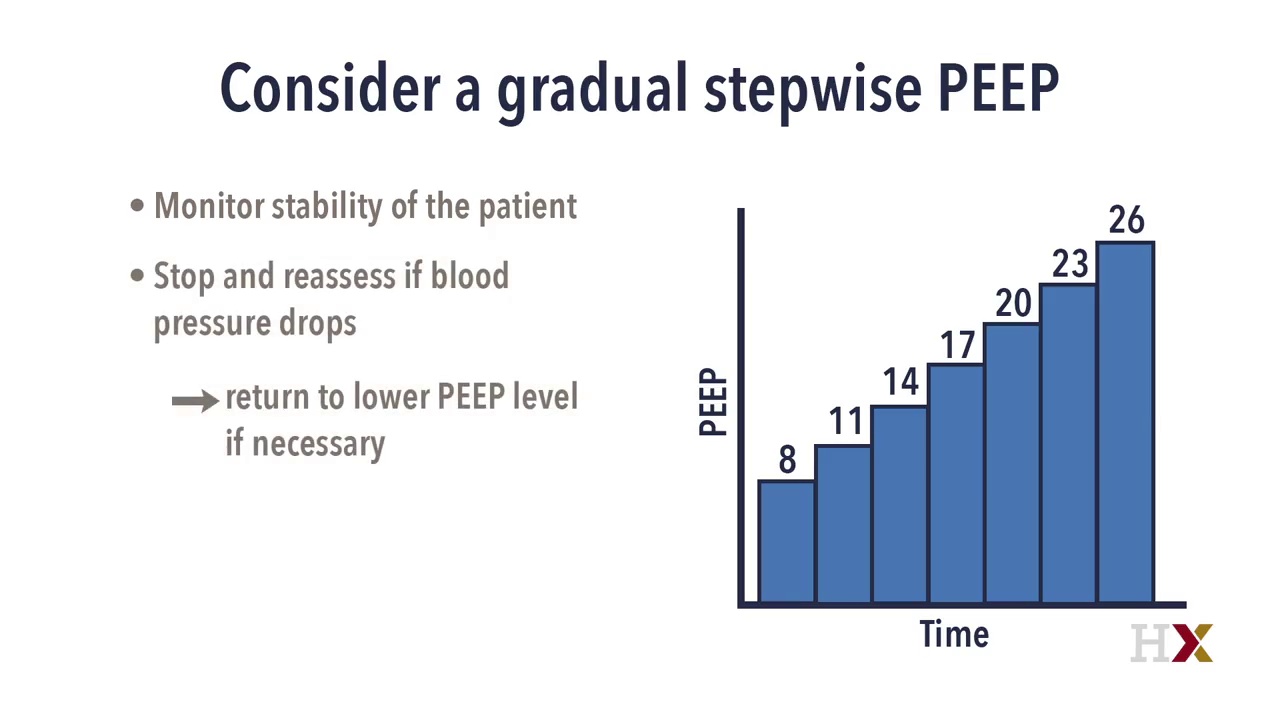 Consider a gradual stepwise PEEP
• Monitor stability of the patient
• Stop and reassess if blood
pressure drops
return to lower PEEP level
if necessary
PEEP
8
11
14
17
20
23
26
Time
HX